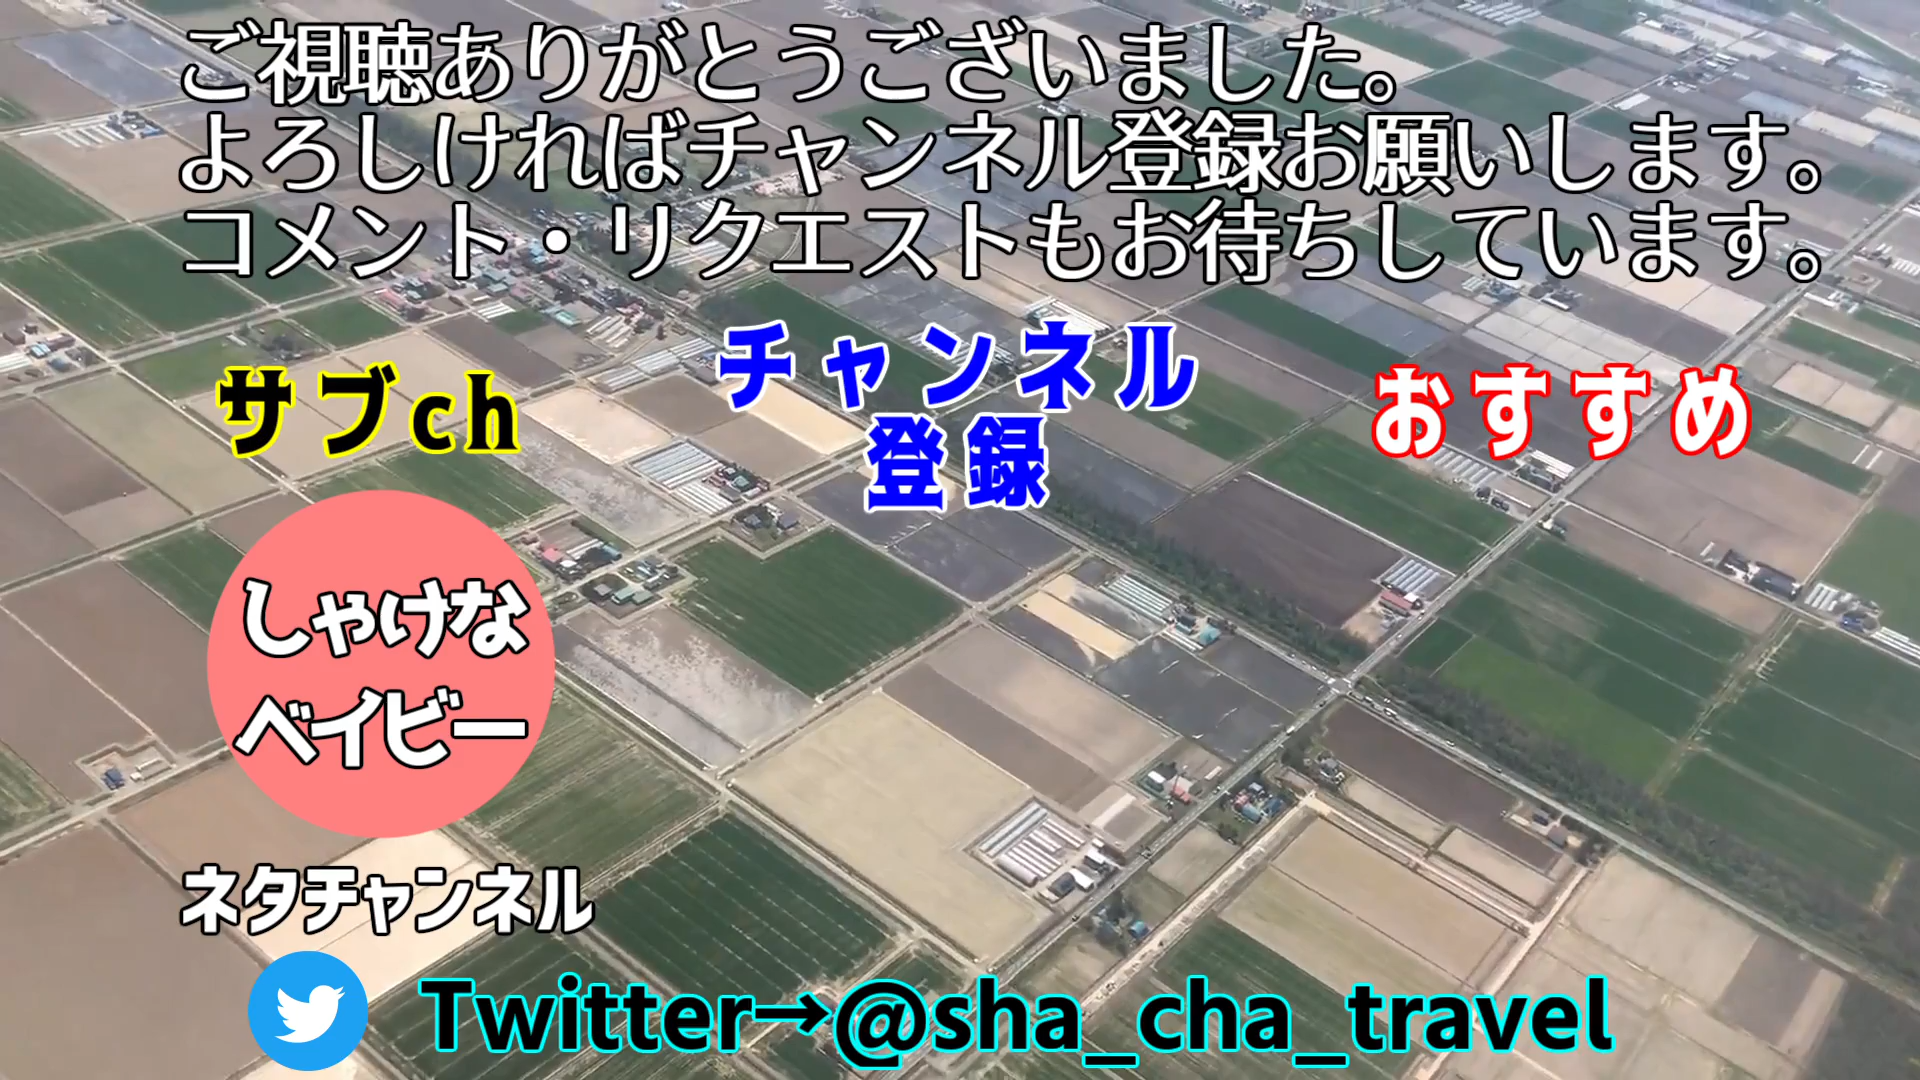 ご視聴ありがとうございました。
よろしければチャンネル登録お願いします。
コメント・リクエストもお待ちしています。
サブch
チャンネル
登録
おすすめ
しゃけな
ベイビー
ネタチャンネル
Twitter→@sha_cha_travel